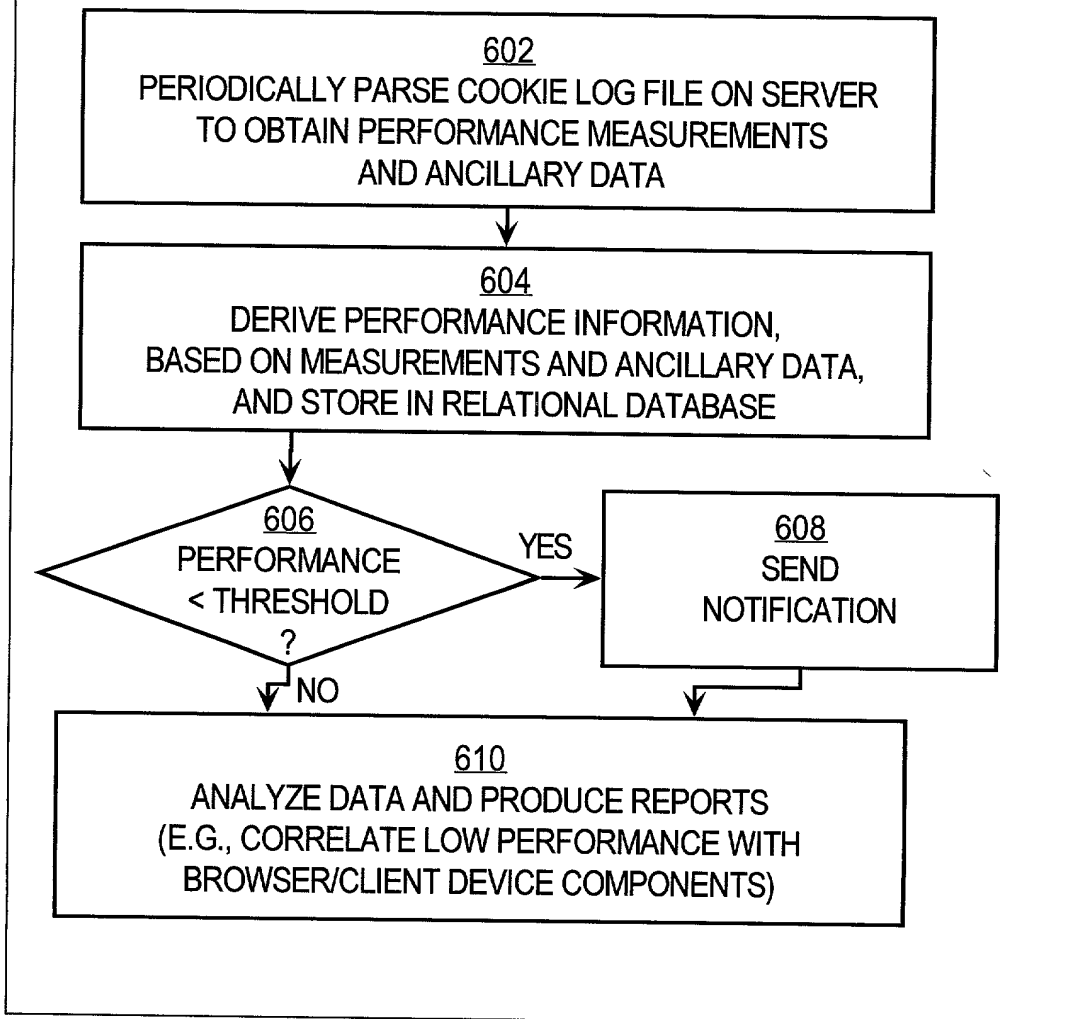 602
PERIODICALLY PARSE COOKIE LOG FILE ON SERVER
TO OBTAIN PERFORMANCE MEASUREMENTS
AND ANCILLARY DATA
604
DERIVE PERFORMANCE INFORMATION,
BASED ON MEASUREMENTS AND ANCILLARY DATA,
AND STORE IN RELATIONAL DATABASE
606
PERFORMANCE
< THRESHOLD
?
YES
608
SEND
NOTIFICATION
NO
610
ANALYZE DATA AND PRODUCE REPORTS
(E.G., CORRELATE LOW PERFORMANCE WITH
BROWSER/CLIENT DEVICE COMPONENTS)